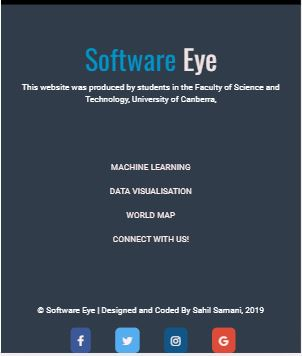 Software Eye
This website was produced by students in the Faculty of Science and
Technology, University of Canberra,
MACHINE LEARNING
DATA VISUALISATION
WORLD MAP
CONNECT WITH US!
© Software Eye | Designed and Coded By Sahil Samani, 2019